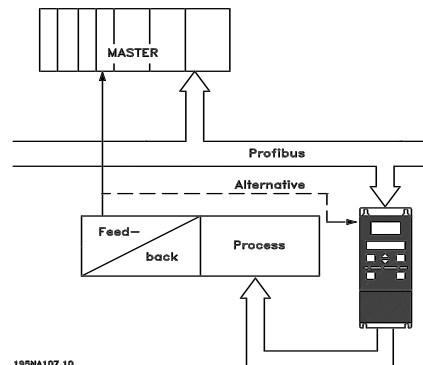 MASTER
Profibus
Alternative
Feed-
back
Process
195NA107.10